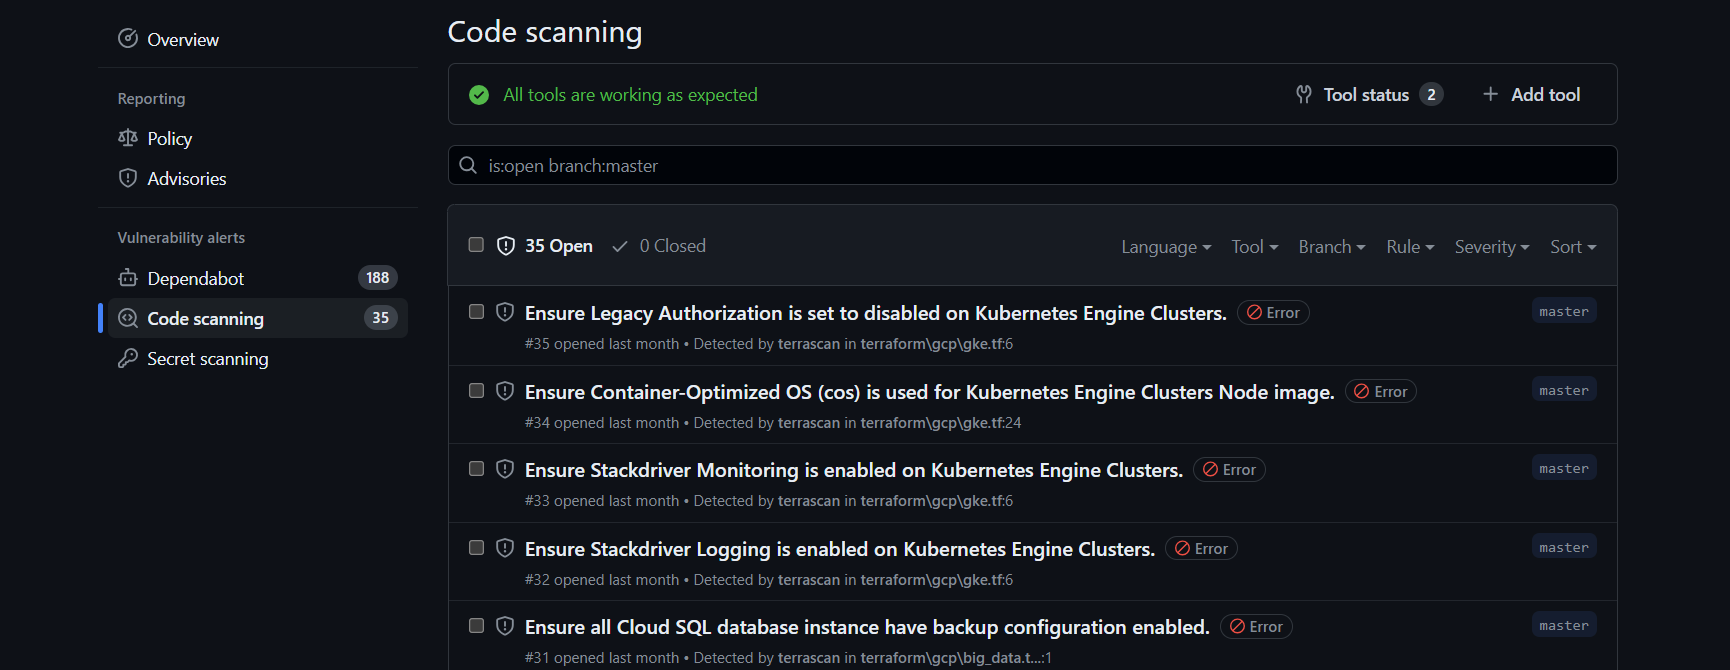 Overview
Reporting
Policy
Advisories
Vulnerability alerts
Dependabot 188
Code scanning 35
Secret scanning
Code scanning
All tools are working as expected
Tool status 2
Add tool
is:open branch:master
35 Open 0 Closed
Language Tool Branch Rule Severity Sort
Ensure Legacy Authorization is set to disabled on Kubernetes Engine Clusters. Error master
#35 opened last month • Detected by terrascan in terraform\gcp\gke.tf:6
Ensure Container-Optimized OS (cos) is used for Kubernetes Engine Clusters Node image. Error master
#34 opened last month • Detected by terrascan in terraform\gcp\gke.tf:24
Ensure Stackdriver Monitoring is enabled on Kubernetes Engine Clusters. Error master
#33 opened last month • Detected by terrascan in terraform\gcp\gke.tf:6
Ensure Stackdriver Logging is enabled on Kubernetes Engine Clusters. Error master
#32 opened last month • Detected by terrascan in terraform\gcp\gke.tf:6
Ensure all Cloud SQL database instance have backup configuration enabled. Error master
#31 opened last month • Detected by terrascan in terraform\gcp\big_data.t...:1